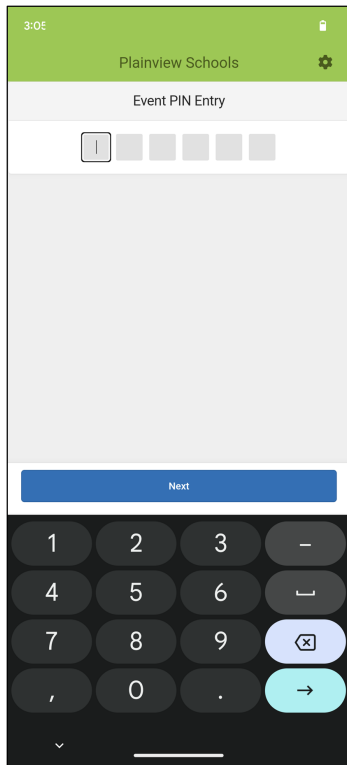 3:05
Plainview Schools
Event PIN Entry
Next
1 2 3 –
4 5 6
7 8 9
, 0 . →